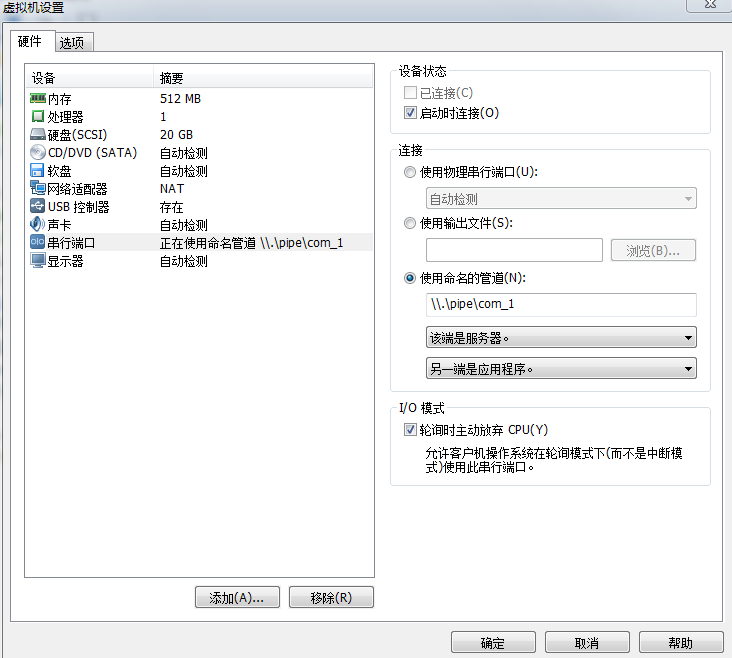 虚拟机设置
硬件 选项
设备 摘要
内存 512 MB
处理器 1
硬盘(SCSI) 20 GB
CD/DVD (SATA) 自动检测
软盘 自动检测
网络适配器 NAT
USB 控制器 存在
声卡 自动检测
串行端口 正在使用命名管道 \\.\pipe\com_1
显示器 自动检测
添加(A)... 移除(R)
设备状态
已连接(C)
启动时连接(O)
连接
使用物理串行端口(U):
自动检测
使用输出文件(S):
浏览(B)...
使用命名的管道(N):
\\.\pipe\com_1
该端是服务器。
另一端是应用程序。
I/O 模式
轮询时主动放弃 CPU(Y)
允许客户机操作系统在轮询模式下(而不是中断模
式)使用此串行端口。
确定 取消 帮助